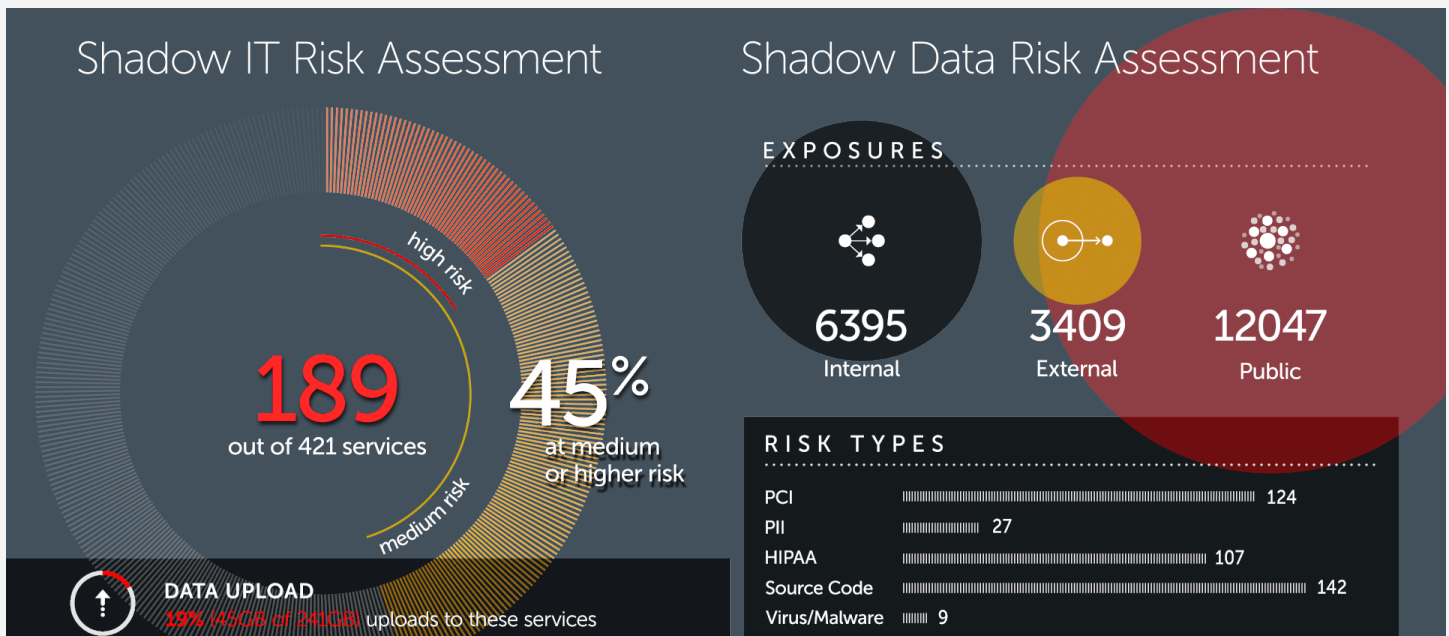 Shadow IT Risk Assessment
high risk
189
out of 421 services
45%
at medium
or higher risk
medium risk
DATA UPLOAD
19% (45GB of 241GB) uploads to these services
Shadow Data Risk Assessment
EXPOSURES
6395
Internal
3409
External
12047
Public
RISK TYPES
PCI 124
PII 27
HIPAA 107
Source Code 142
Virus/Malware 9